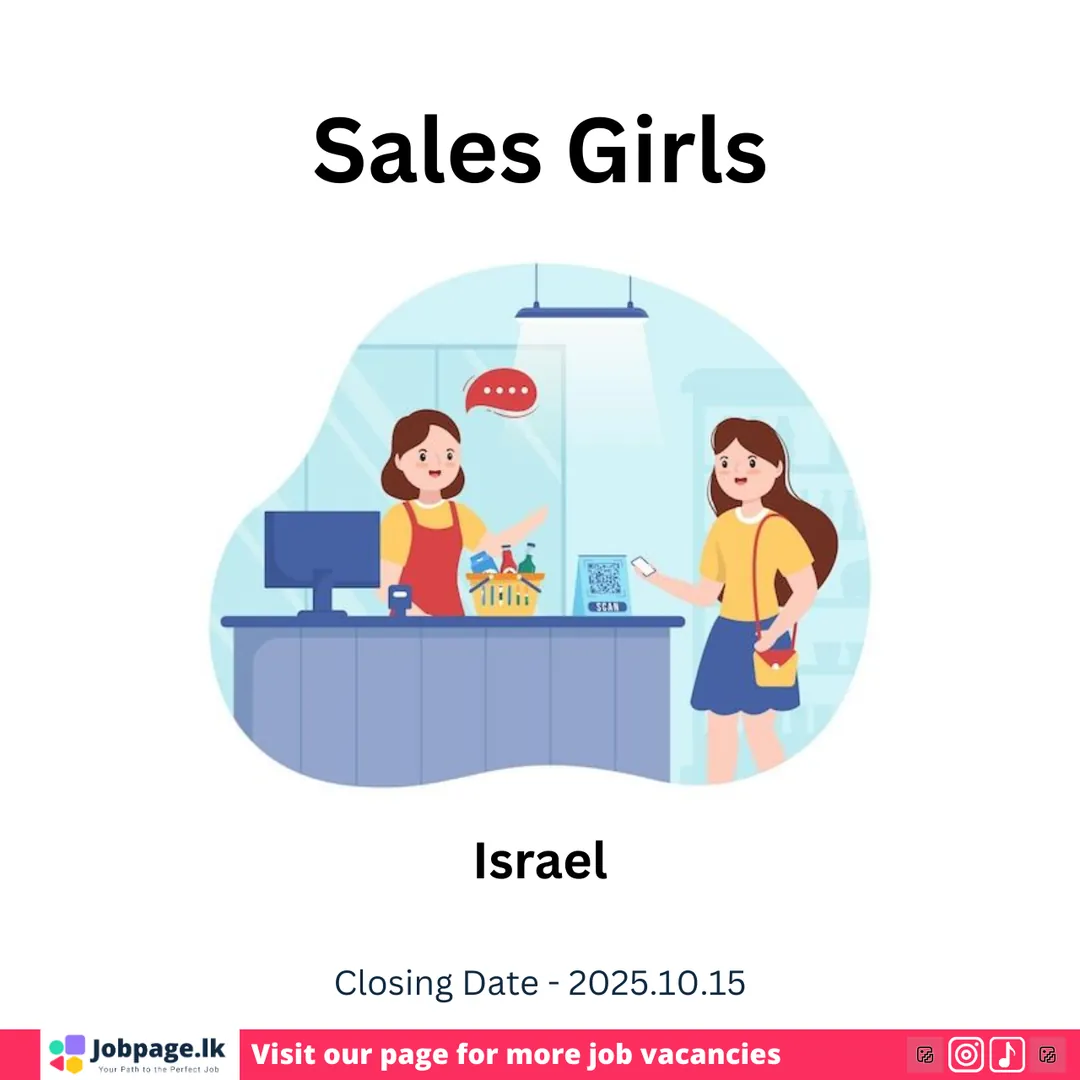 Sales Girls
SCAN
Israel
Closing Date - 2025.10.15
Jobpage.lk
Your Path to the Perfect Job
Visit our page for more job vacancies